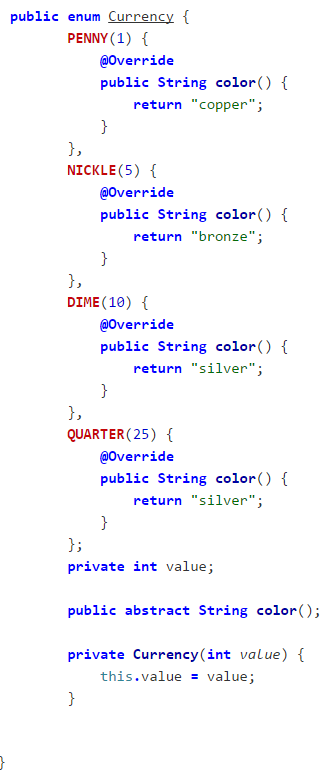 public enum Currency {
PENNY(1) {
@Override
public String color() {
return "copper";
}
},
NICKLE(5) {
@Override
public String color() {
return "bronze";
}
},
DIME(10) {
@Override
public String color() {
return "silver";
}
},
QUARTER(25) {
@Override
public String color() {
return "silver";
}
};
private int value;
public abstract String color();
private Currency(int value) {
this.value = value;
}
}